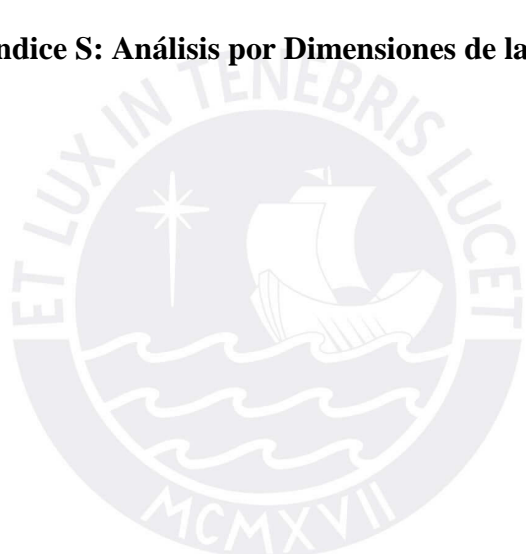 ndice S: Análisis por Dimensiones de la
ET LUX IN TENEBRIS LUCET
MCMXVII